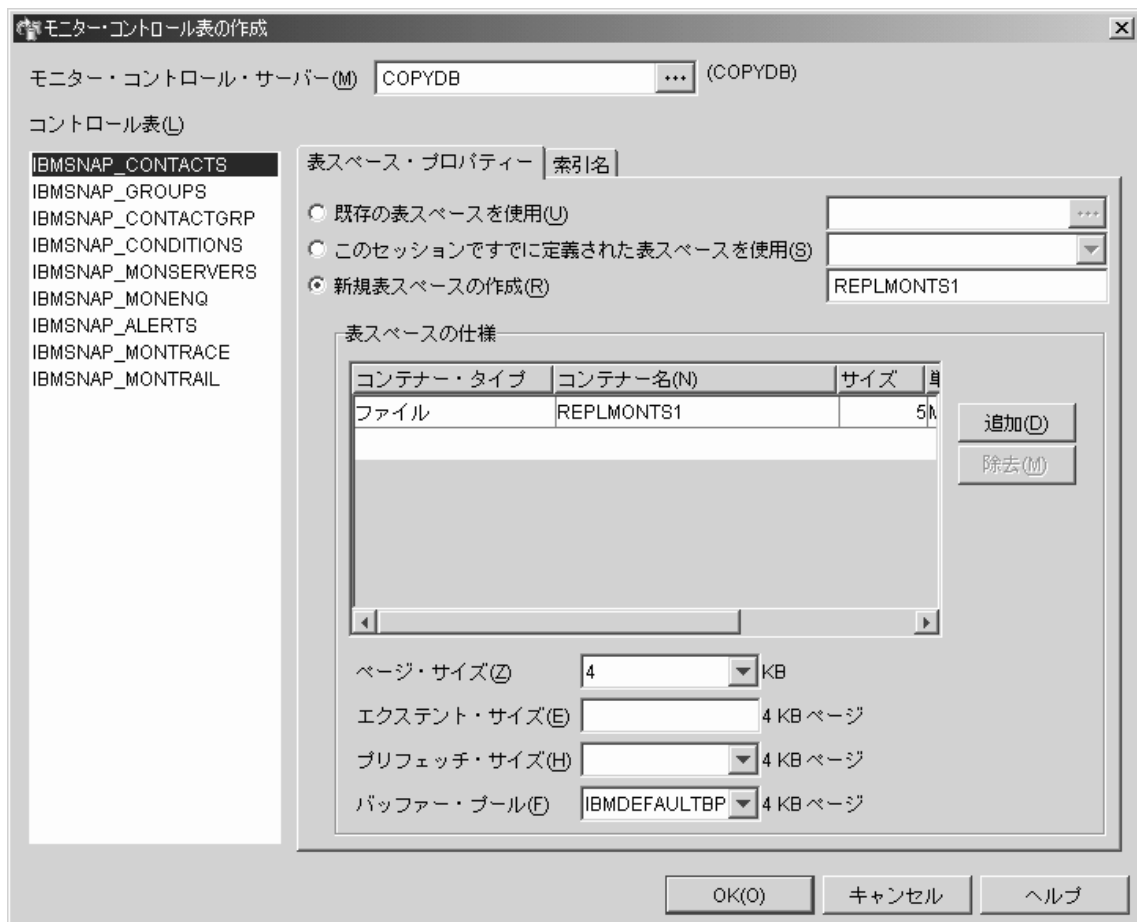 モニター・コントロール表の作成
モニター・コントロール・サーバー(M) COPYDB ... (COPYDB)
コントロール表(L)
IBMSNAP_CONTACTS
IBMSNAP_GROUPS
IBMSNAP_CONTACTGRP
IBMSNAP_CONDITIONS
IBMSNAP_MONSERVERS
IBMSNAP_MONENQ
IBMSNAP_ALERTS
IBMSNAP_MONTRACE
IBMSNAP_MONTRAIL
表スペース・プロパティー 索引名
既存の表スペースを使用(U) ...
このセッションですでに定義された表スペースを使用(S)
新規表スペースの作成(R) REPLMONTS1
表スペースの仕様
コンテナー・タイプ コンテナー名(N) サイズ 単
ファイル REPLMONTS1 5 M
追加(D)
除去(M)
ページ・サイズ(Z) 4 KB
エクステント・サイズ(E) 4 KB ページ
プリフェッチ・サイズ(H) 4 KB ページ
バッファー・プール(F) IBMDEFAULTBP 4 KB ページ
OK(O) キャンセル ヘルプ